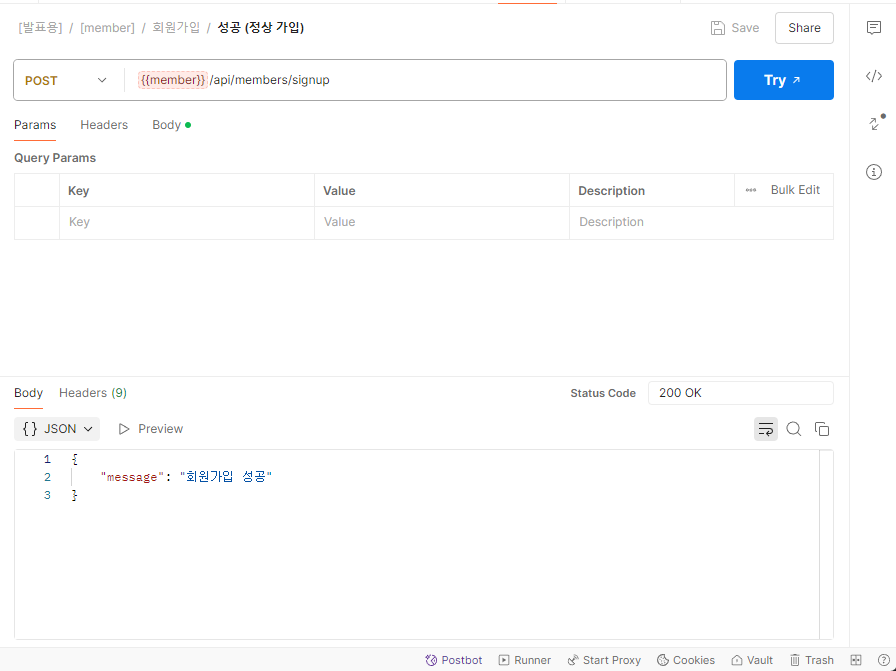 [발표용] / [member] / 회원가입 / 성공 (정상 가입)
Save
Share
POST
{{member}}/api/members/signup
Try ↗
Params Headers Body
Query Params
Key Value Description ••• Bulk Edit
Key Value Description
Body Headers (9)
Status Code 200 OK
{} JSON Preview
1 {
2 "message": "회원가입 성공"
3 }
Postbot Runner Start Proxy Cookies Vault Trash